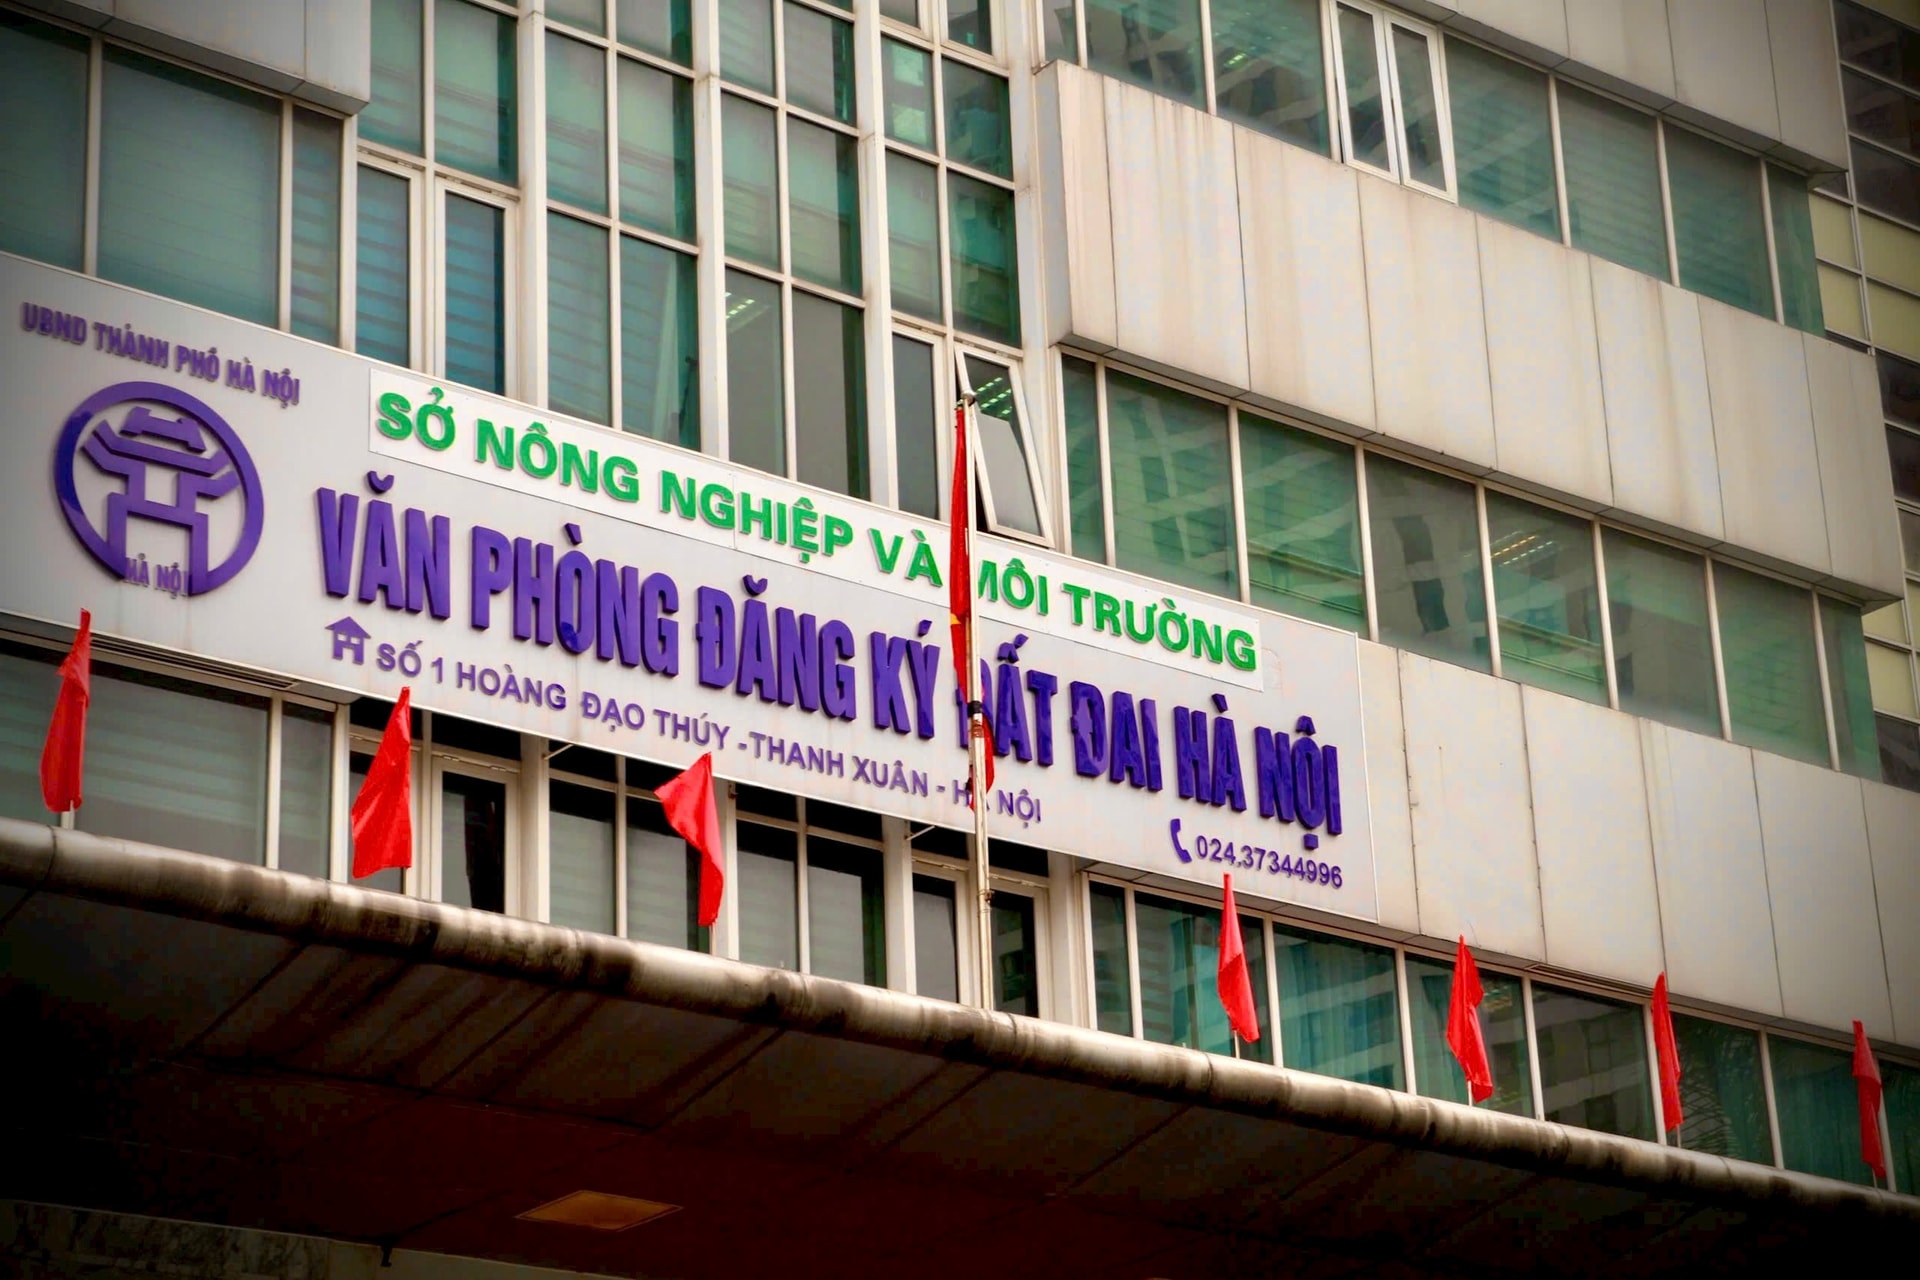 UBND THÀNH PHỐ HÀ NỘI
HÀ NỘI
SỞ NÔNG NGHIỆP VÀ MÔI TRƯỜNG
VĂN PHÒNG ĐĂNG KÝ ĐẤT ĐAI HÀ NỘI
SỐ 1 HOÀNG ĐẠO THÚY -THANH XUÂN - HÀ NỘI
024.37344996